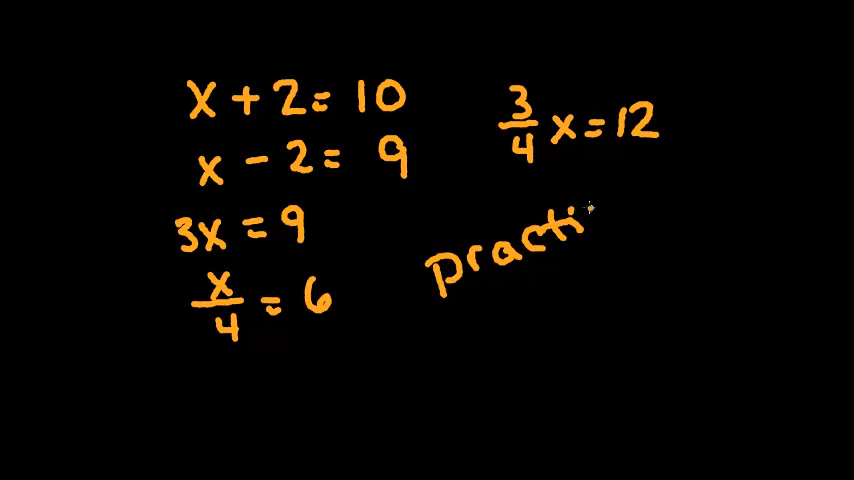 x + 2 = 10
x - 2 = 9
3x = 9
x/4 = 6
3/4 x = 12
practi